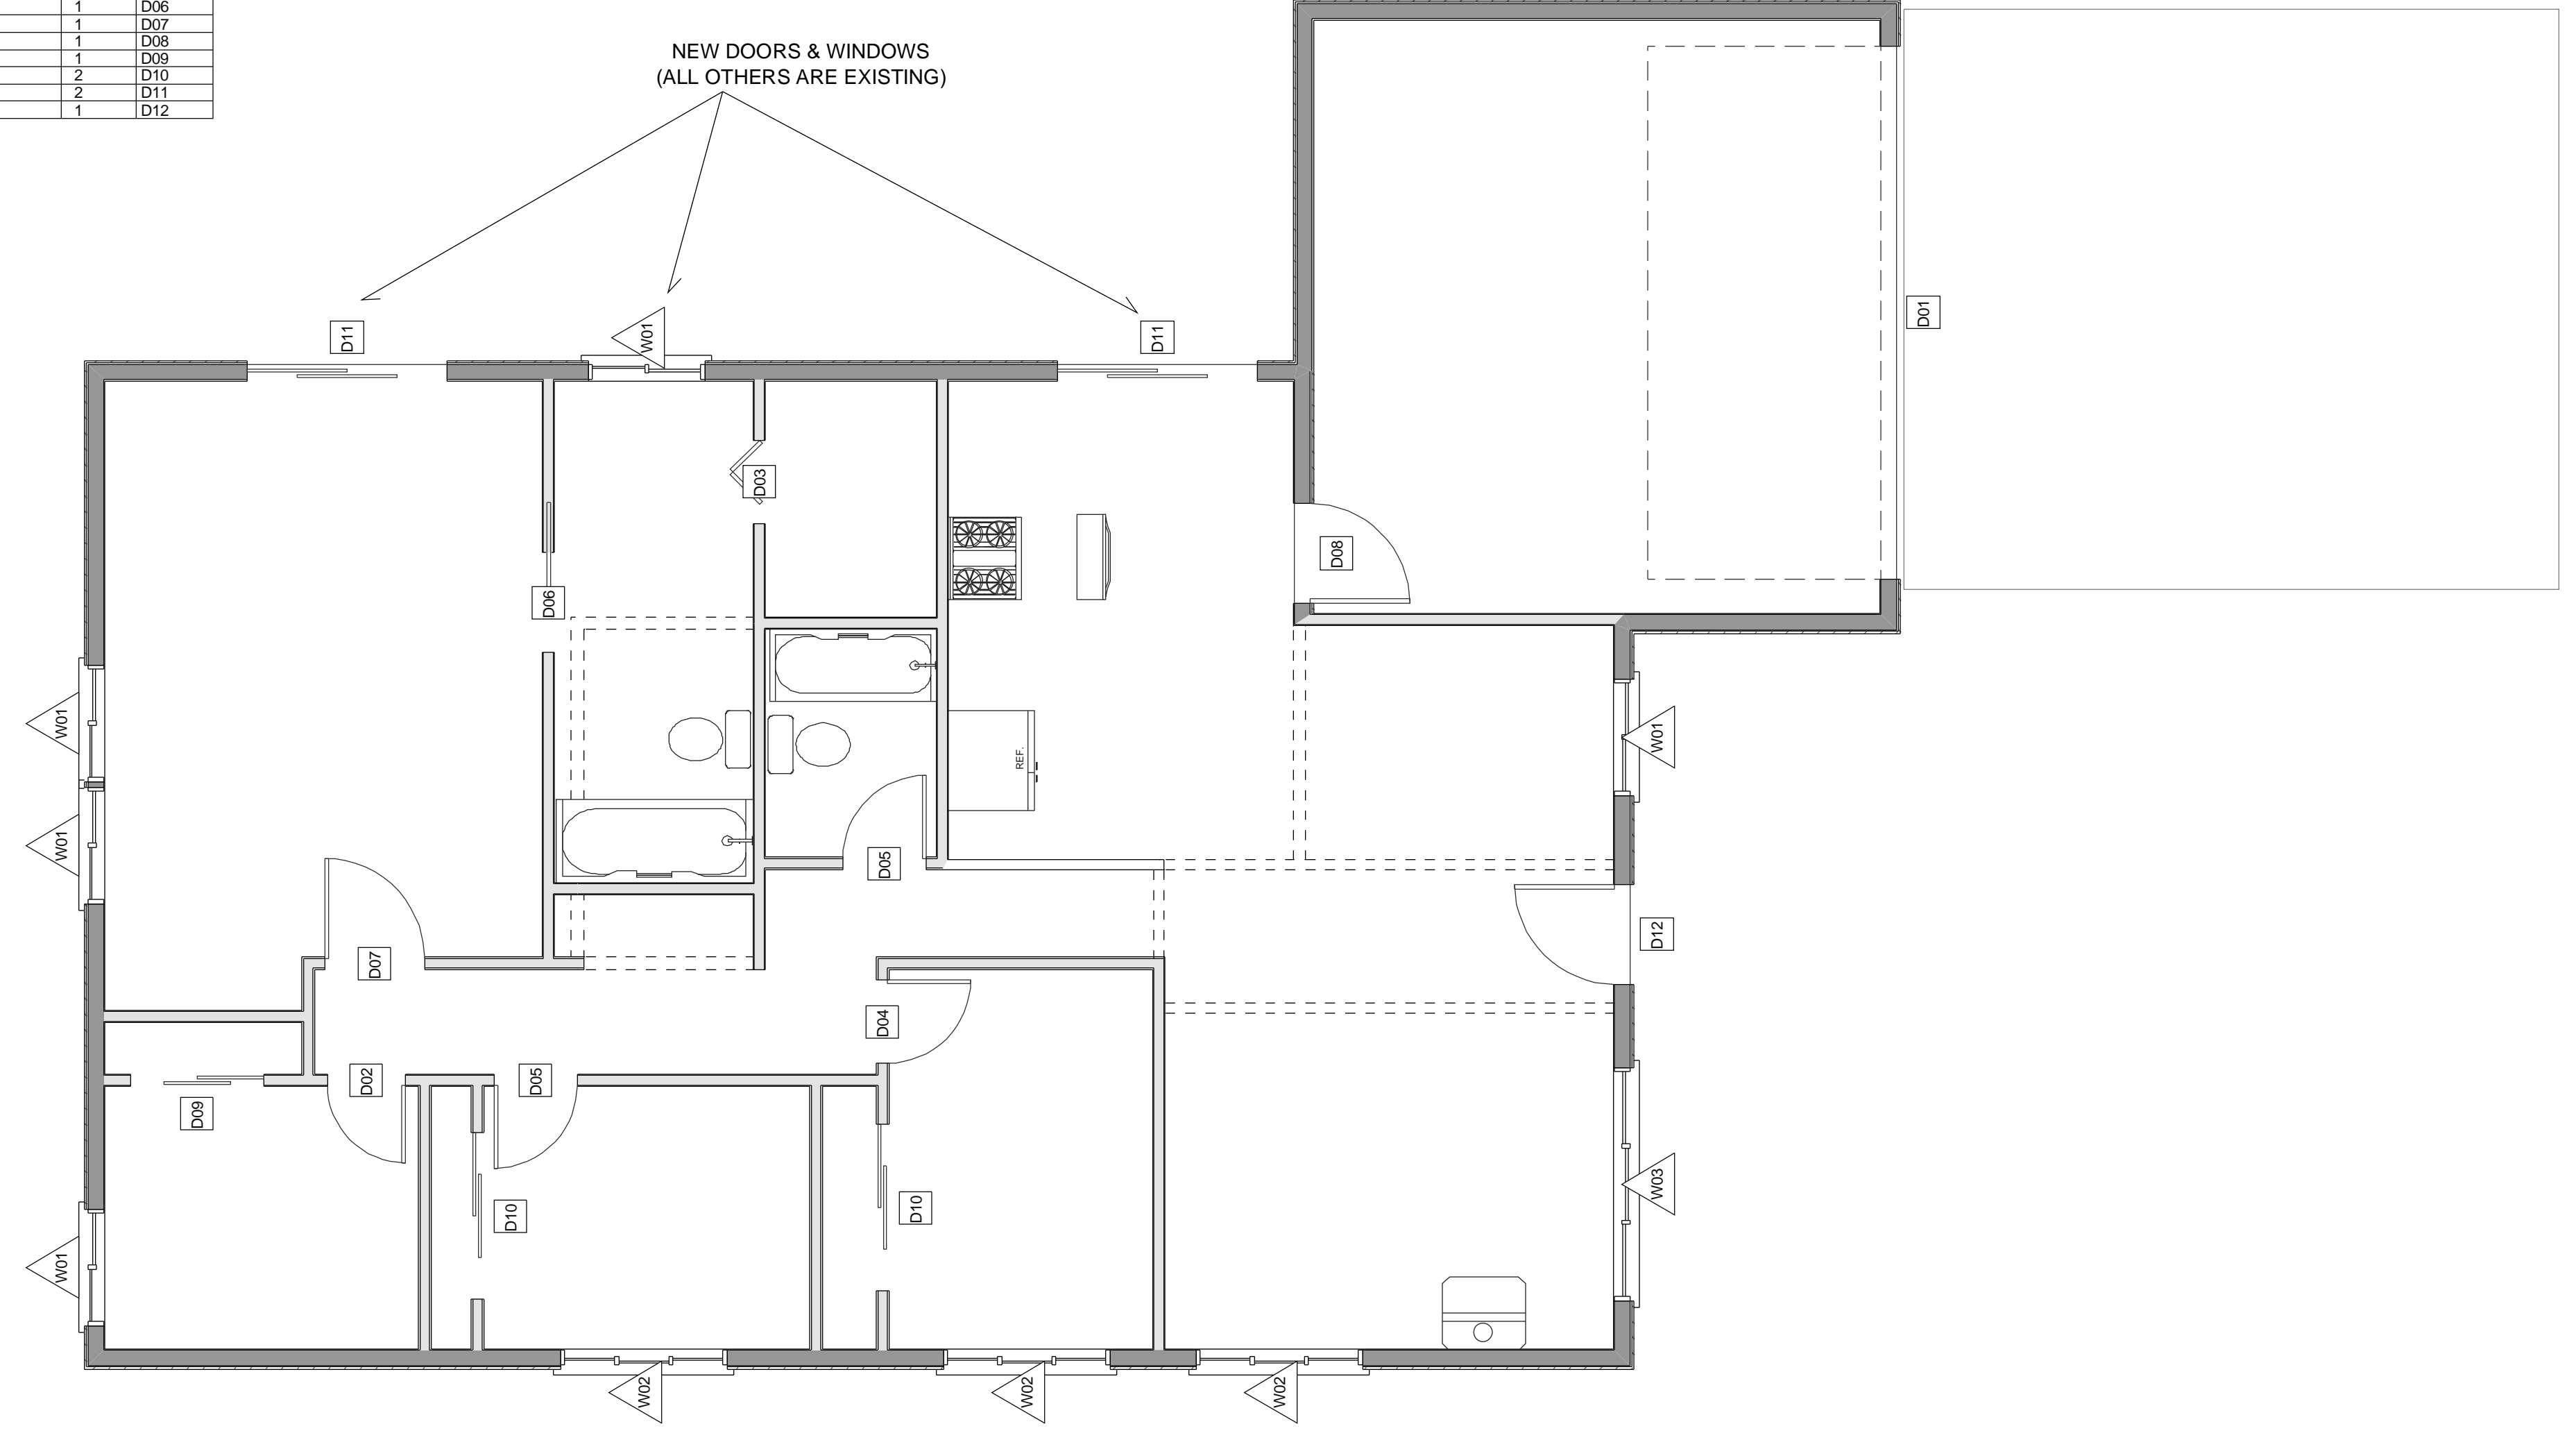 1 D06
1 D07
1 D08
1 D09
2 D10
2 D11
1 D12
NEW DOORS & WINDOWS
(ALL OTHERS ARE EXISTING)
D11
W01
D11
D01
D03
D08
D06
W01
W01
REF.
W01
W01
D05
D12
D07
D04
D02
D05
D09
D10
D10
W03
W01
W02
W02
W02